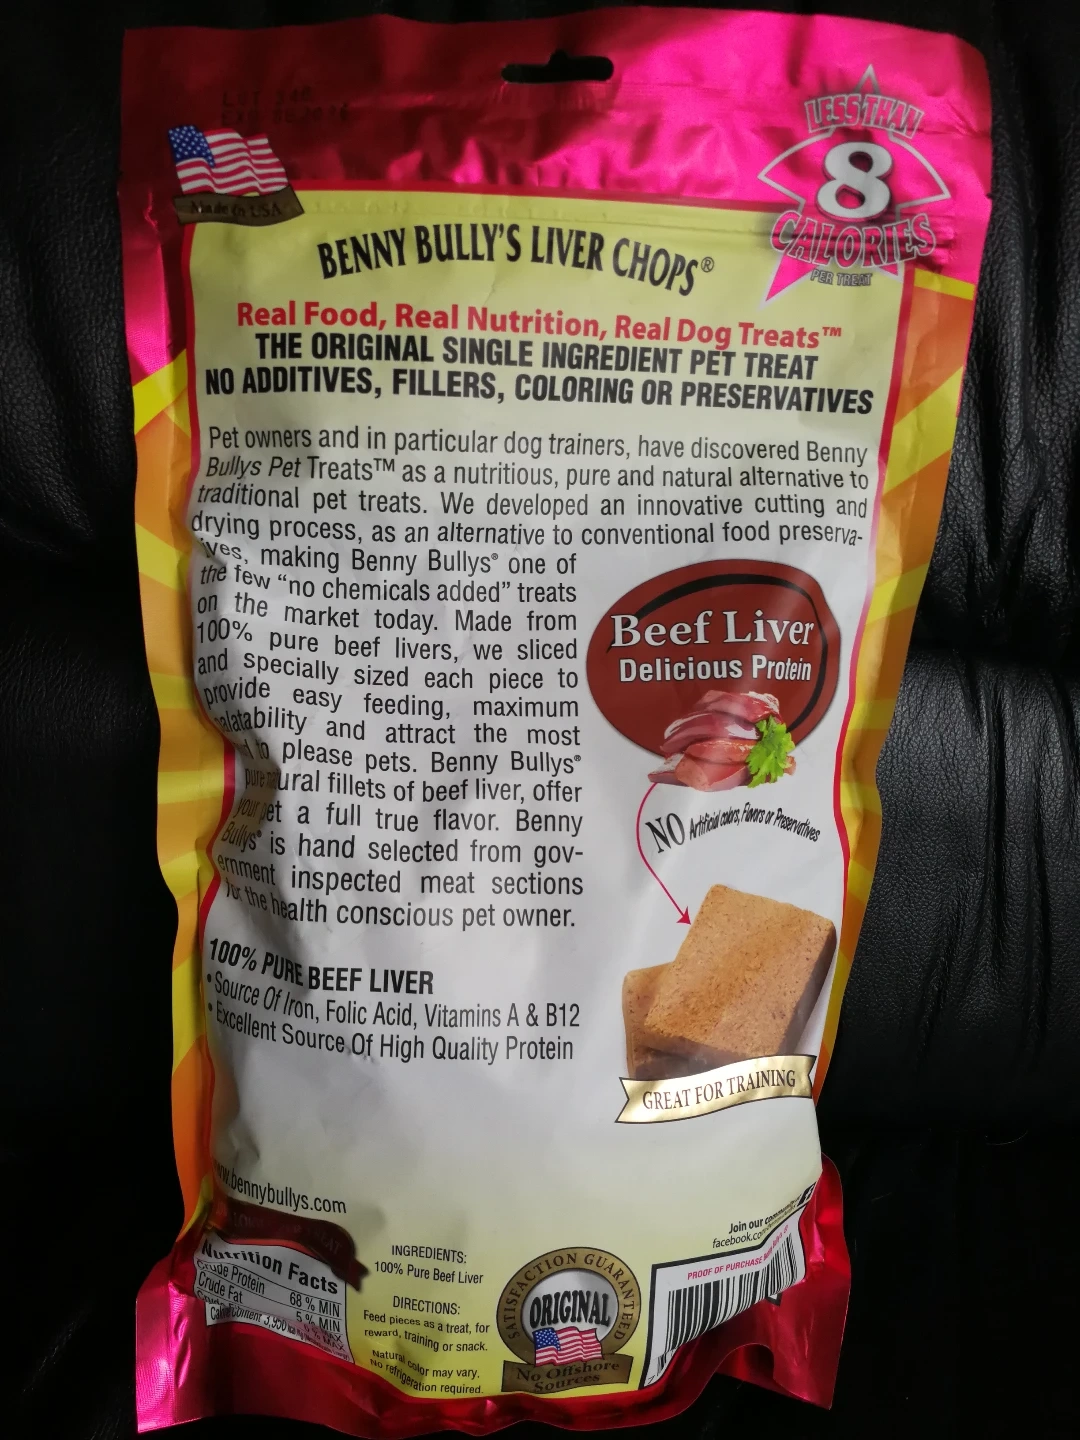 LESS THAN
8
CALORIES
PER TREAT
Made In USA
BENNY BULLY'S LIVER CHOPS®
Real Food, Real Nutrition, Real Dog Treats™
THE ORIGINAL SINGLE INGREDIENT PET TREAT
NO ADDITIVES, FILLERS, COLORING OR PRESERVATIVES
Pet owners and in particular dog trainers, have discovered Benny
Bullys Pet Treats™ as a nutritious, pure and natural alternative to
traditional pet treats. We developed an innovative cutting and
drying process, as an alternative to conventional food preserva-
ives, making Benny Bullys® one of
the few “no chemicals added” treats
on the market today. Made from
100% pure beef livers, we sliced
and specially sized each piece to
provide easy feeding, maximum
alatability and attract the most
to please pets. Benny Bullys®
pure natural fillets of beef liver, offer
your pet a full true flavor. Benny
Bullys® is hand selected from gov-
ernment inspected meat sections
for the health conscious pet owner.
Beef Liver
Delicious Protein
NO Artificial colors, Flavors or Preservatives
GREAT FOR TRAINING
100% PURE BEEF LIVER
• Source Of Iron, Folic Acid, Vitamins A & B12
• Excellent Source Of High Quality Protein
www.bennybullys.com
Nutrition Facts
Crude Protein 68 % MIN
Crude Fat 5 % MIN
MAX
MAX
INGREDIENTS:
100% Pure Beef Liver
DIRECTIONS:
Feed pieces as a treat, for
reward, training or snack.
Natural color may vary.
No refrigeration required.
SATISFACTION GUARANTEED
ORIGINAL
No Offshore
Sources
Join our community
facebook.com
PROOF OF PURCHASE